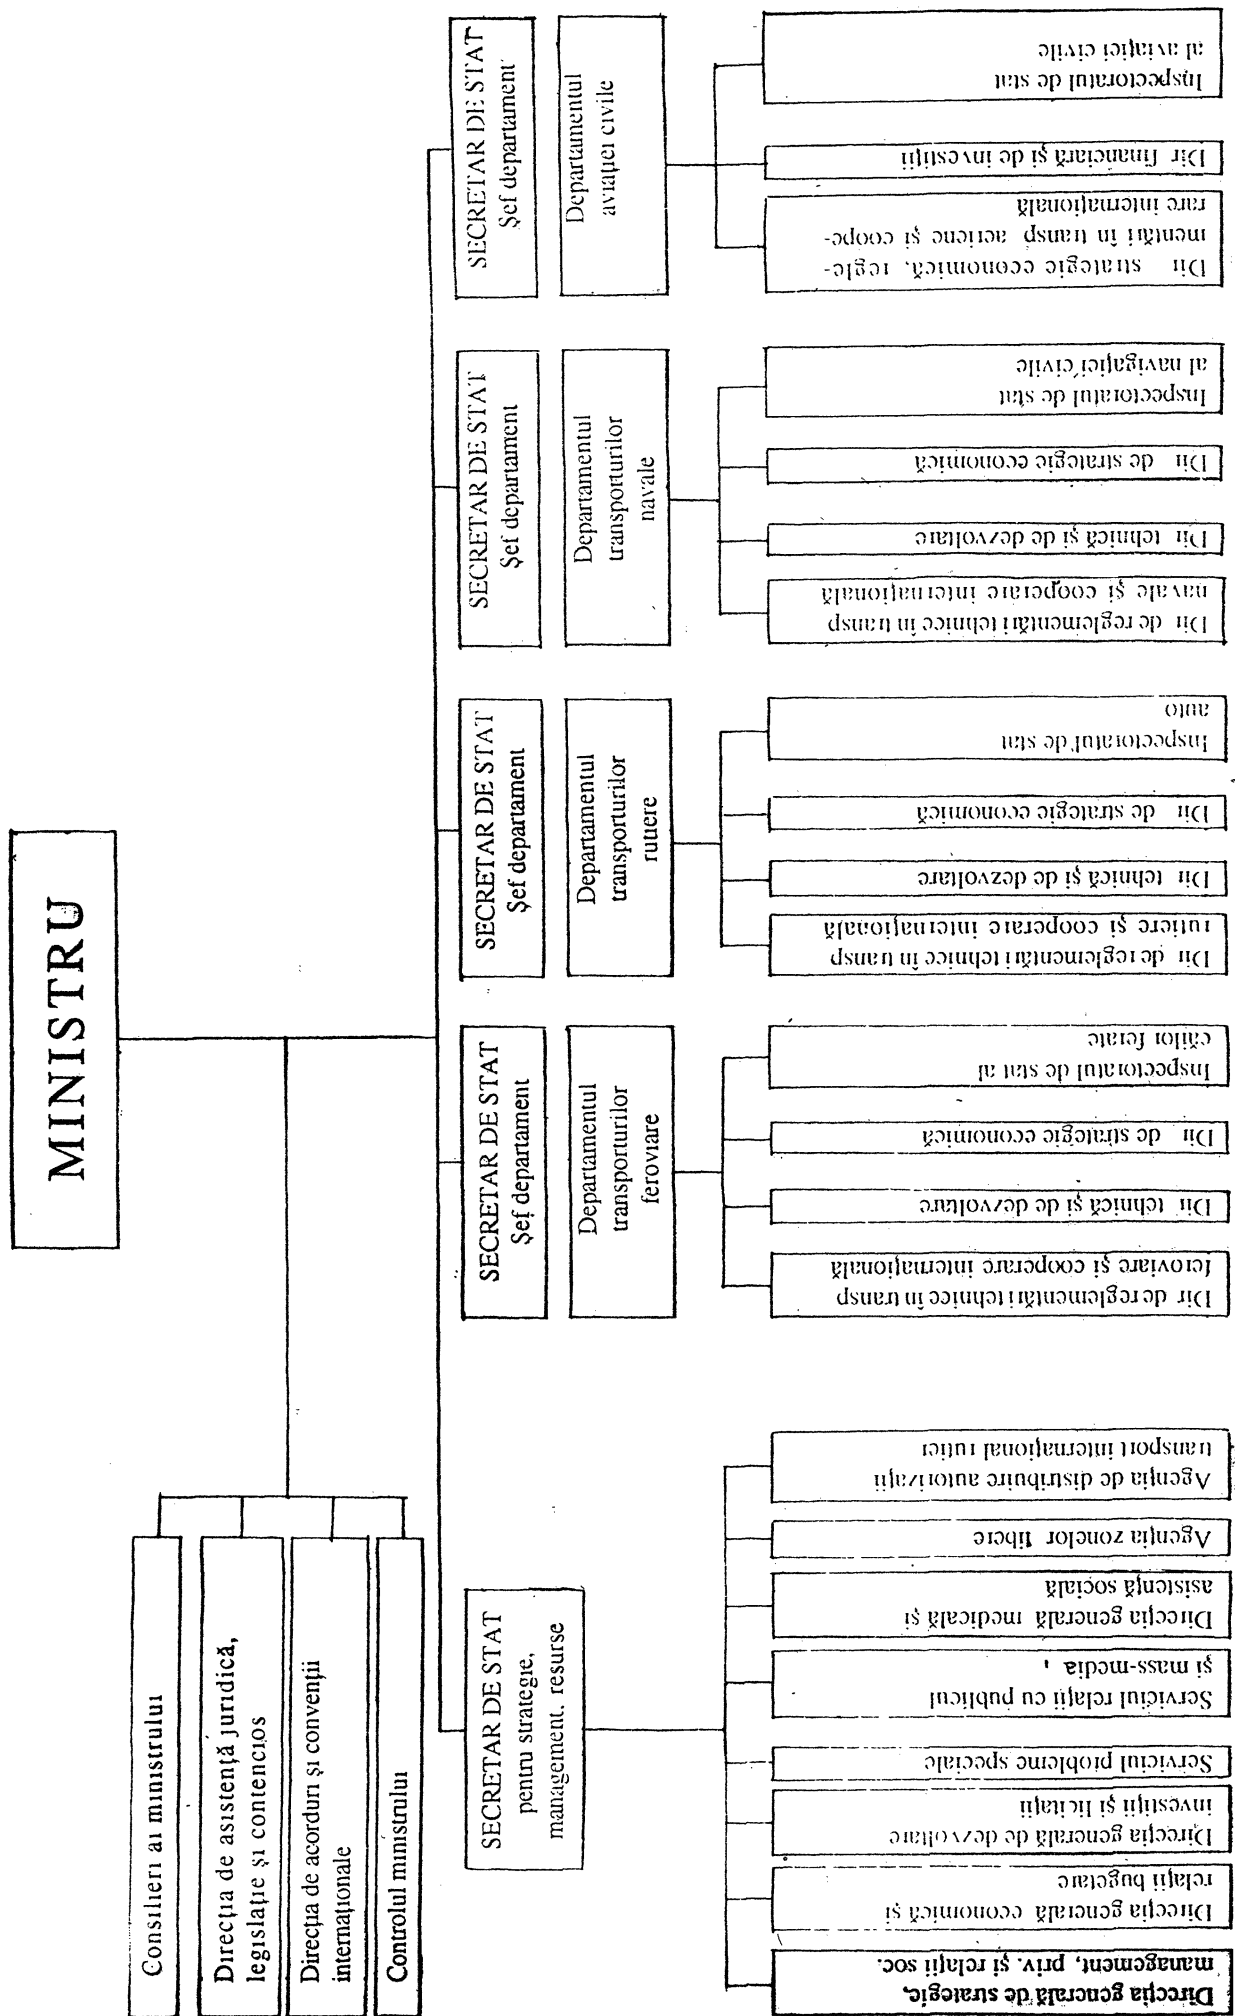 MINISTRU
Consilieri ai ministrului
Direcția de asistență juridică,
legislație și contencios
Direcția de acorduri și convenții
internaționale
Controlul ministrului
SECRETAR DE STAT
pentru strategie,
management, resurse
SECRETAR DE STAT
Șef departament
SECRETAR DE STAT
Șef departament
SECRETAR DE STAT
Șef departament
SECRETAR DE STAT
Șef departament
Departamentul
transporturilor
feroviare
Departamentul
transporturilor
rutiere
Departamentul
transporturilor
navale
Departamentul
aviației civile
Direcția generală de strategie,
management, priv. și relații soc.
Direcția generală economică și
relații bugetare
Direcția generală de dezvoltare
investiții și licitații
Serviciul probleme speciale
Serviciul relații cu publicul
și mass-media
Direcția generală medicală și
asistență socială
Agenția zonelor libere
Agenția de distribuire autorizații
transport internațional rutier
Dir de reglementări tehnice în transp
feroviare și cooperare internațională
Dir tehnică și de dezvoltare
Dir de strategie economică
Inspectoratul de stat al
căilor ferate
Dir de reglementări tehnice în transp
rutiere și cooperare internațională
Dir tehnică și de dezvoltare
Dir de strategie economică
Inspectoratul de stat
auto
Dir de reglementări tehnice în transp
navale și cooperare internațională
Dir tehnică și de dezvoltare
Dir de strategie economică
Inspectoratul de stat
al navigației civile
Dir strategie economică, regle-
mentări în transp aeriene și coope-
rare internațională
Dir financiară și de investiții
Inspectoratul de stat
al aviației civile